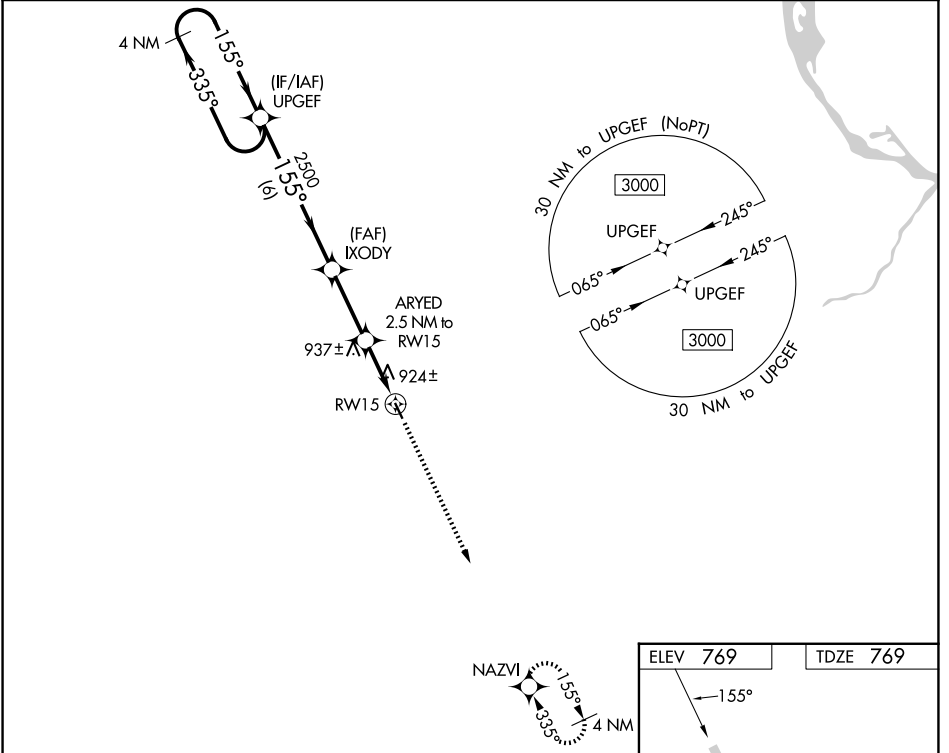 4 NM
155°
335°
(IF/IAF)
UPGEF
2500
155°
(6)
(FAF)
IXODY
ARYED
2.5 NM to
RW15
937±
924±
RW15
30 NM to UPGEF (NoPT)
3000
UPGEF
245°
065°
245°
UPGEF
065°
3000
30 NM to UPGEF
NAZVI
155°
335°
4 NM
ELEV 769
TDZE 769
155°